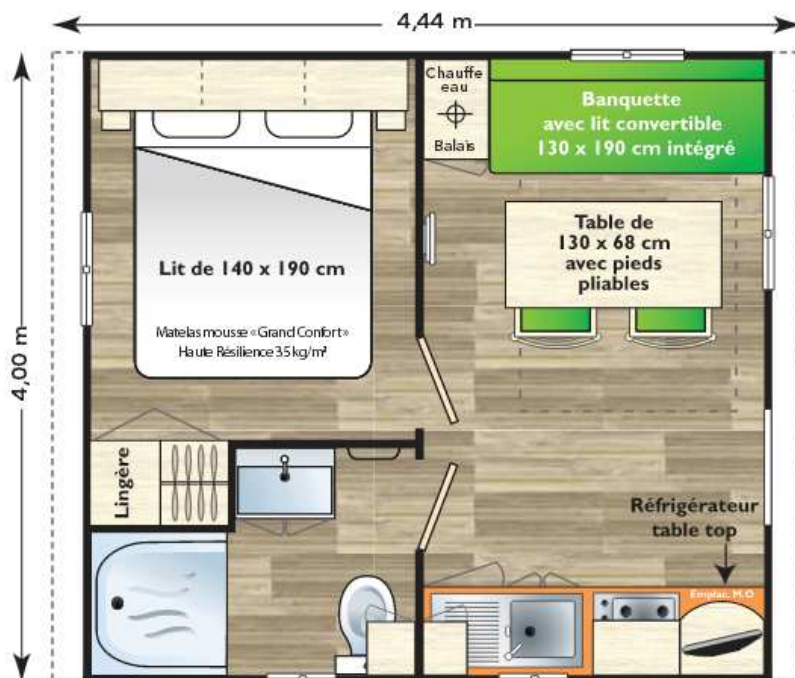 4,44 m
4,00 m
Chauffe
eau
Balais
Banquette
avec lit convertible
130 x 190 cm intégré
Table de
130 x 68 cm
avec pieds
pliables
Lit de 140 x 190 cm
Matelas mousse «Grand Confort»
Haute Résilience 35 kg/m³
Lingère
Réfrigérateur
table top
Emplac. M.O